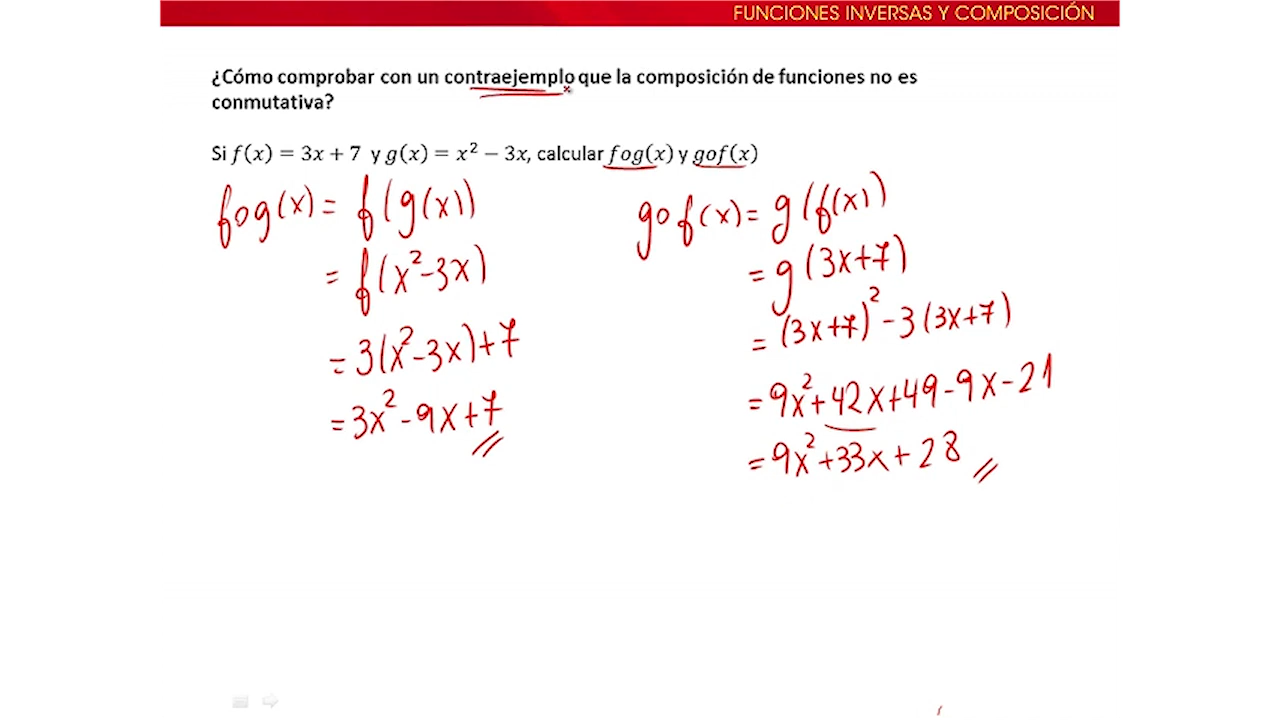 FUNCIONES INVERSAS Y COMPOSICIÓN
¿Cómo comprobar con un contraejemplo que la composición de funciones no es
conmutativa?
Si f(x) = 3x + 7 y g(x) = x² − 3x, calcular fog(x) y gof(x)
fog(x) = f(g(x))
= f(x²-3x)
= 3(x²-3x)+7
= 3x²-9x+7
gof(x) = g(f(x))
= g(3x+7)
= (3x+7)²-3(3x+7)
= 9x²+42x+49-9x-21
= 9x²+33x+28